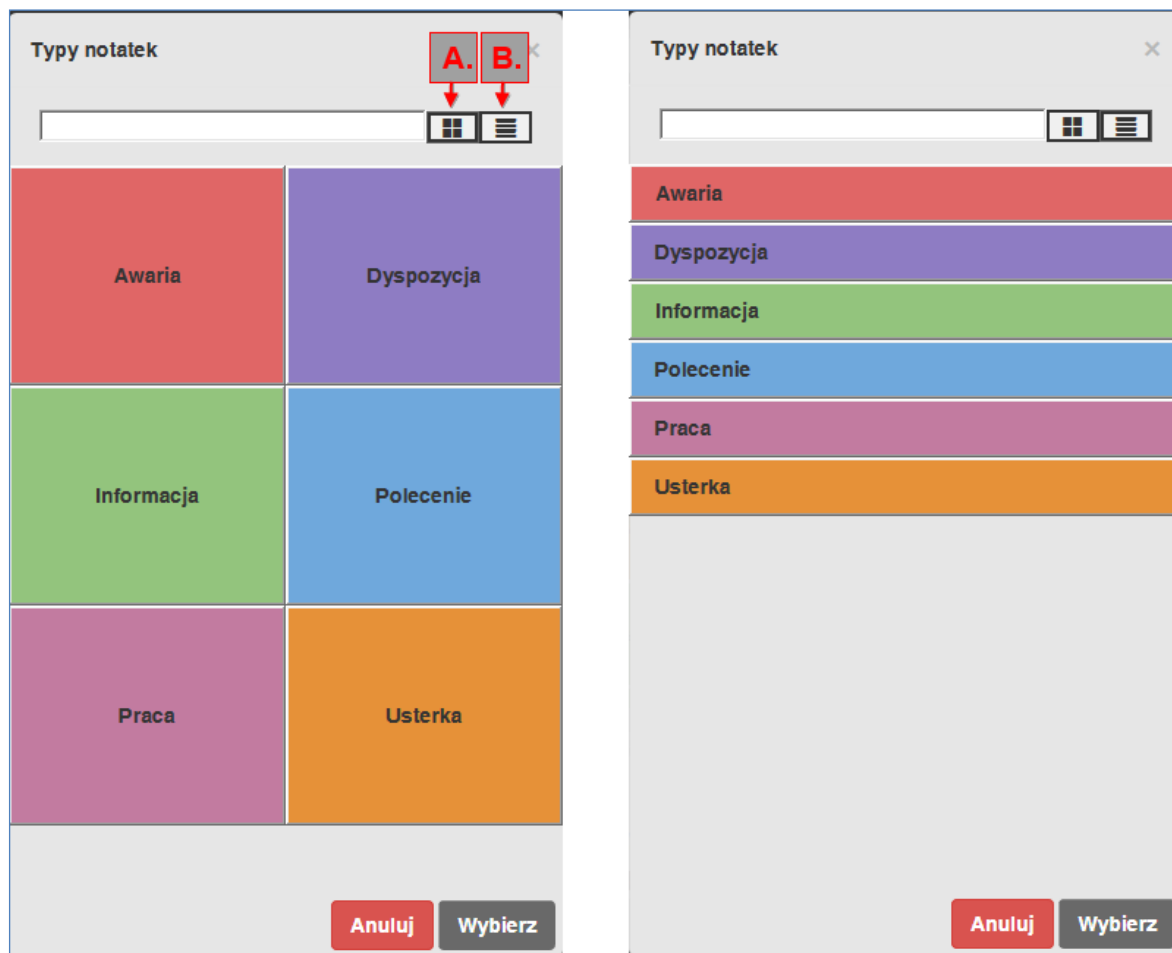 Typy notatek
A. B.
Awaria
Dyspozycja
Informacja
Polecenie
Praca
Usterka
Anuluj
Wybierz
Typy notatek
Awaria
Dyspozycja
Informacja
Polecenie
Praca
Usterka
Anuluj
Wybierz